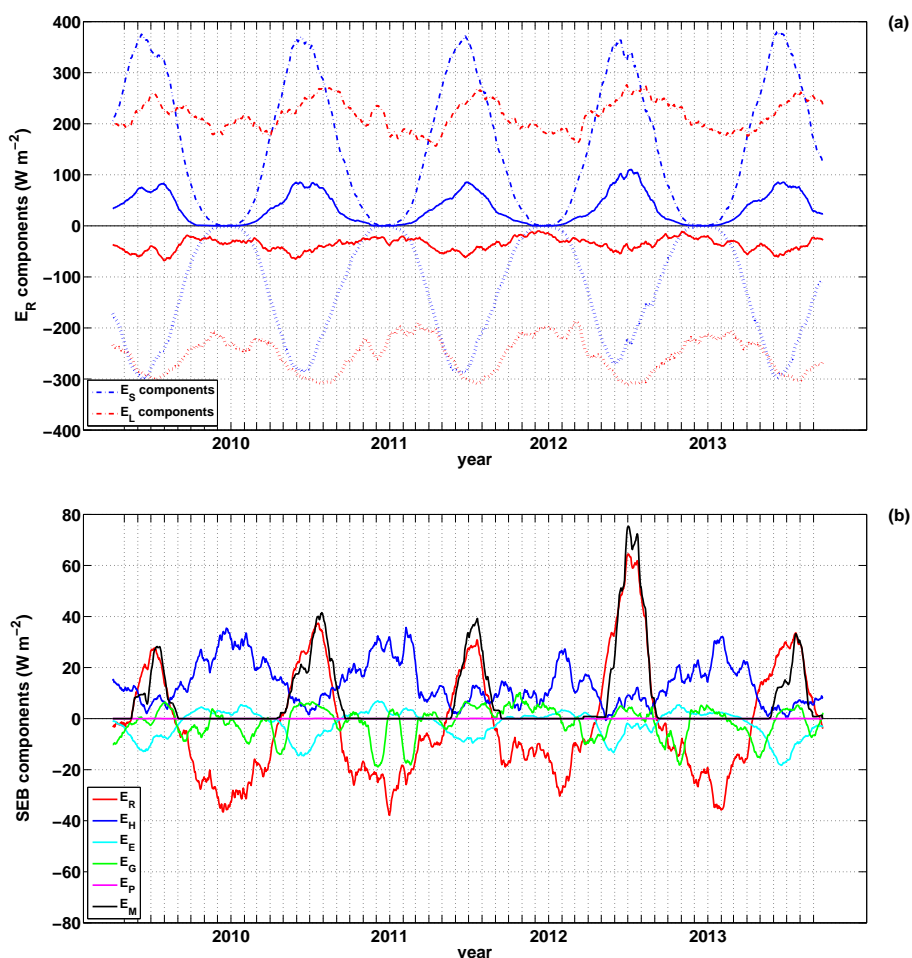 (a)
400
300
200
100
0
−100
−200
−300
−400
E_R components (W m⁻²)
E_S components
E_L components
2010 2011 2012 2013
year
(b)
80
60
40
20
0
−20
−40
−60
−80
SEB components (W m⁻²)
E_R
E_H
E_E
E_G
E_P
E_M
2010 2011 2012 2013
year